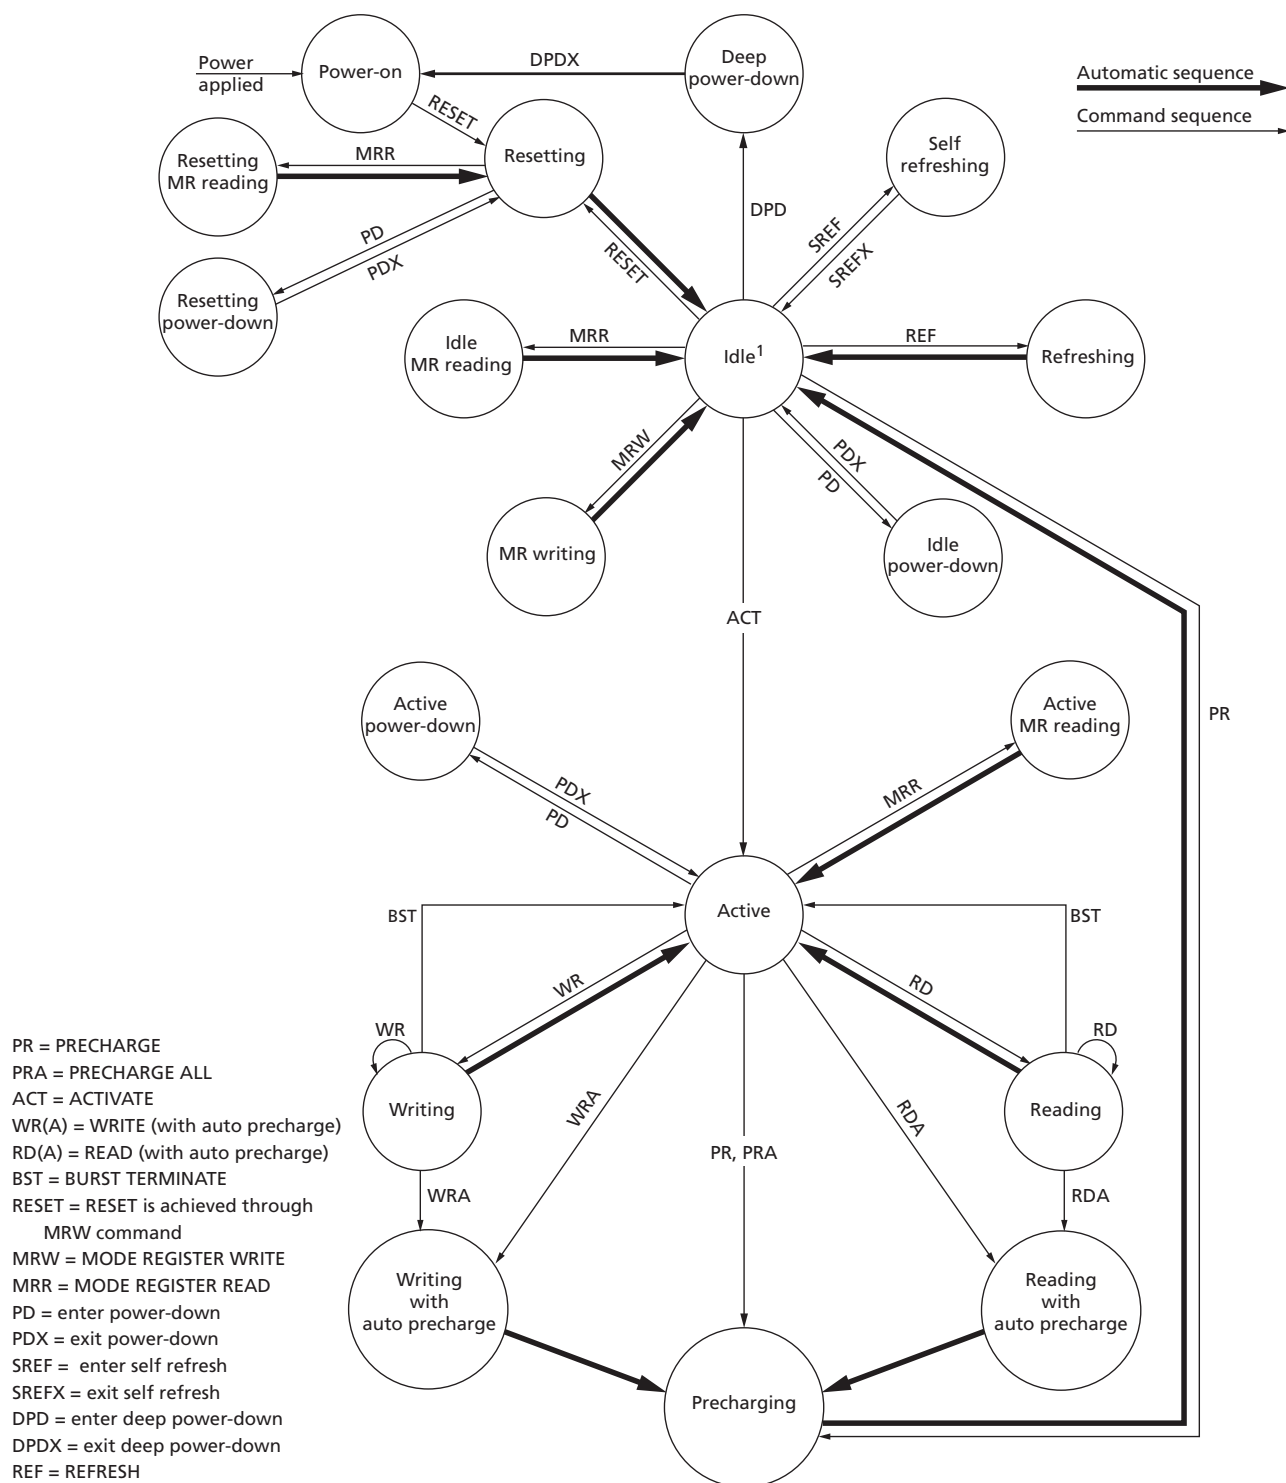 Power
applied
Power-on
DPDX
Deep
power-down
Automatic sequence
Command sequence
RESET
Resetting
MR reading
MRR
Resetting
Self
refreshing
DPD
SREF
SREFX
PD
PDX
RESET
Resetting
power-down
Idle
MR reading
MRR
Idle1
REF
Refreshing
MRW
PDX
PD
MR writing
Idle
power-down
ACT
Active
power-down
Active
MR reading
PR
PDX
PD
MRR
BST
Active
BST
WR
RD
WR
RD
Writing
Reading
WRA
RDA
PR, PRA
WRA
RDA
Writing
with
auto precharge
Reading
with
auto precharge
Precharging
PR = PRECHARGE
PRA = PRECHARGE ALL
ACT = ACTIVATE
WR(A) = WRITE (with auto precharge)
RD(A) = READ (with auto precharge)
BST = BURST TERMINATE
RESET = RESET is achieved through
MRW command
MRW = MODE REGISTER WRITE
MRR = MODE REGISTER READ
PD = enter power-down
PDX = exit power-down
SREF = enter self refresh
SREFX = exit self refresh
DPD = enter deep power-down
DPDX = exit deep power-down
REF = REFRESH